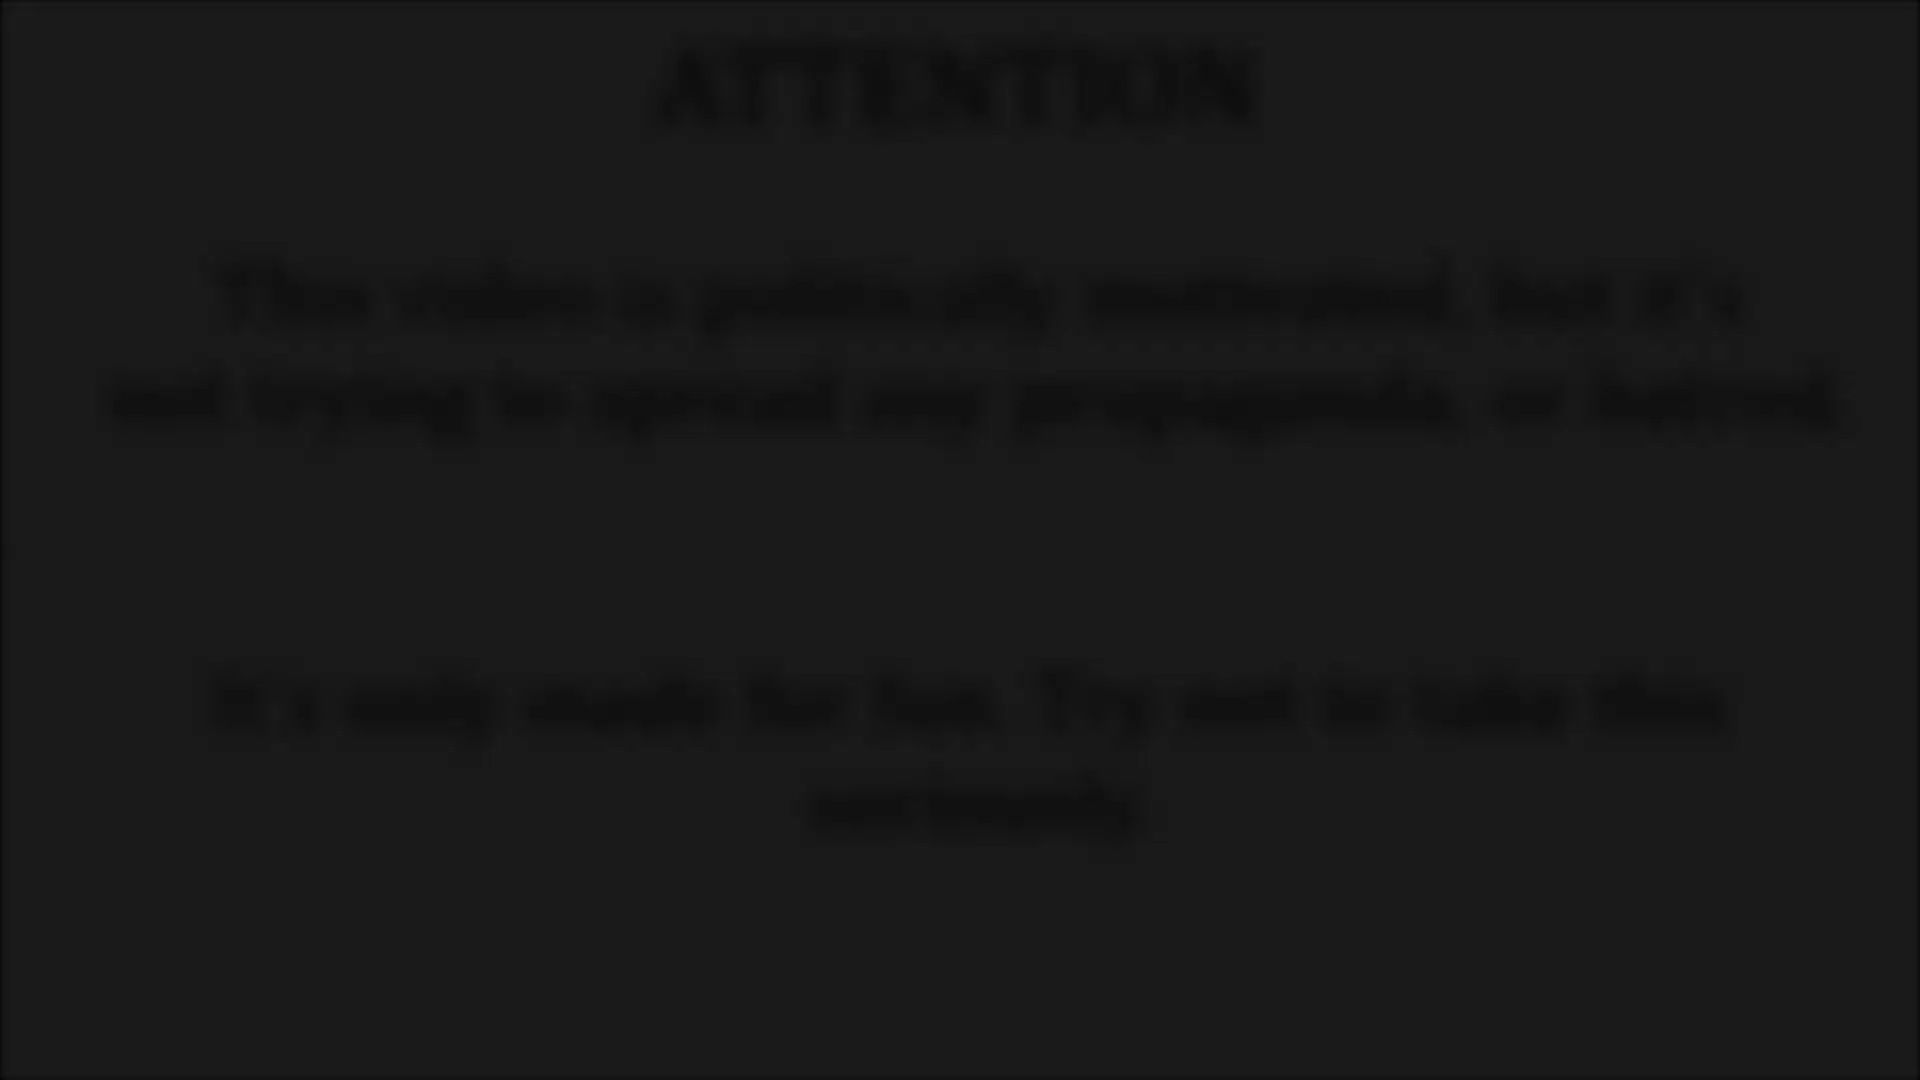 ATTENTION
This video is politically motivated, but it's
not trying to spread any propaganda, or hatred.
It's only made for fun. Try not to take this
seriously.